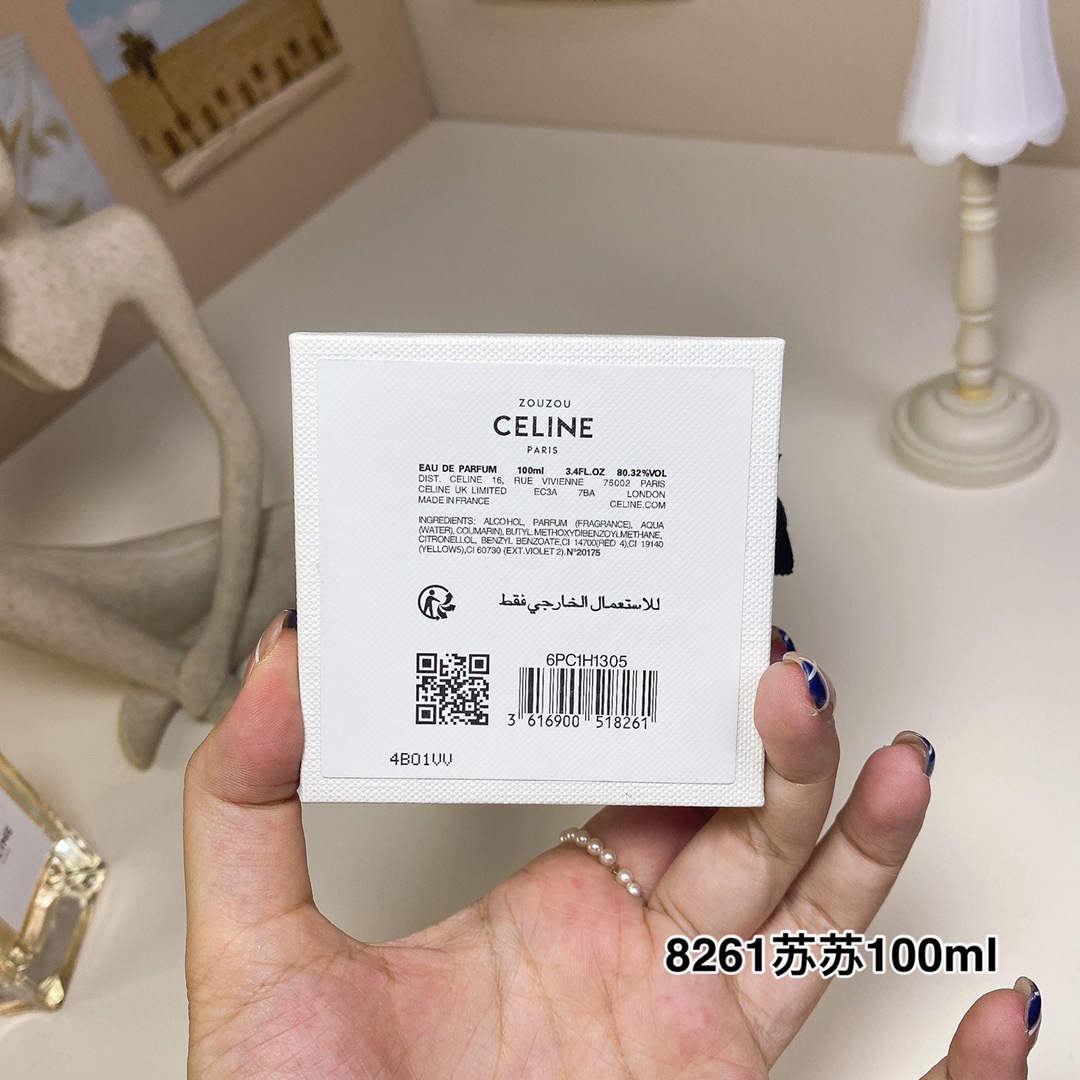 ZOUZOU
CELINE
PARIS
EAU DE PARFUM 100ml 3.4FL.OZ 80.32%VOL
DIST. CELINE 16, RUE VIVIENNE 75002 PARIS
CELINE UK LIMITED EC3A 7BA LONDON
MADE IN FRANCE CELINE.COM
INGREDIENTS: ALCOHOL, PARFUM (FRAGRANCE), AQUA
(WATER), COUMARIN, BUTYL METHOXYDIBENZOYLMETHANE,
CITRONELLOL, BENZYL BENZOATE,CI 14700(RED 4),CI 19140
(YELLOW5),CI 60730 (EXT.VIOLET 2).N°20175
للاستعمال الخارجي فقط
6PC1H1305
3 616900 518261
4B01VV
8261苏苏100ml